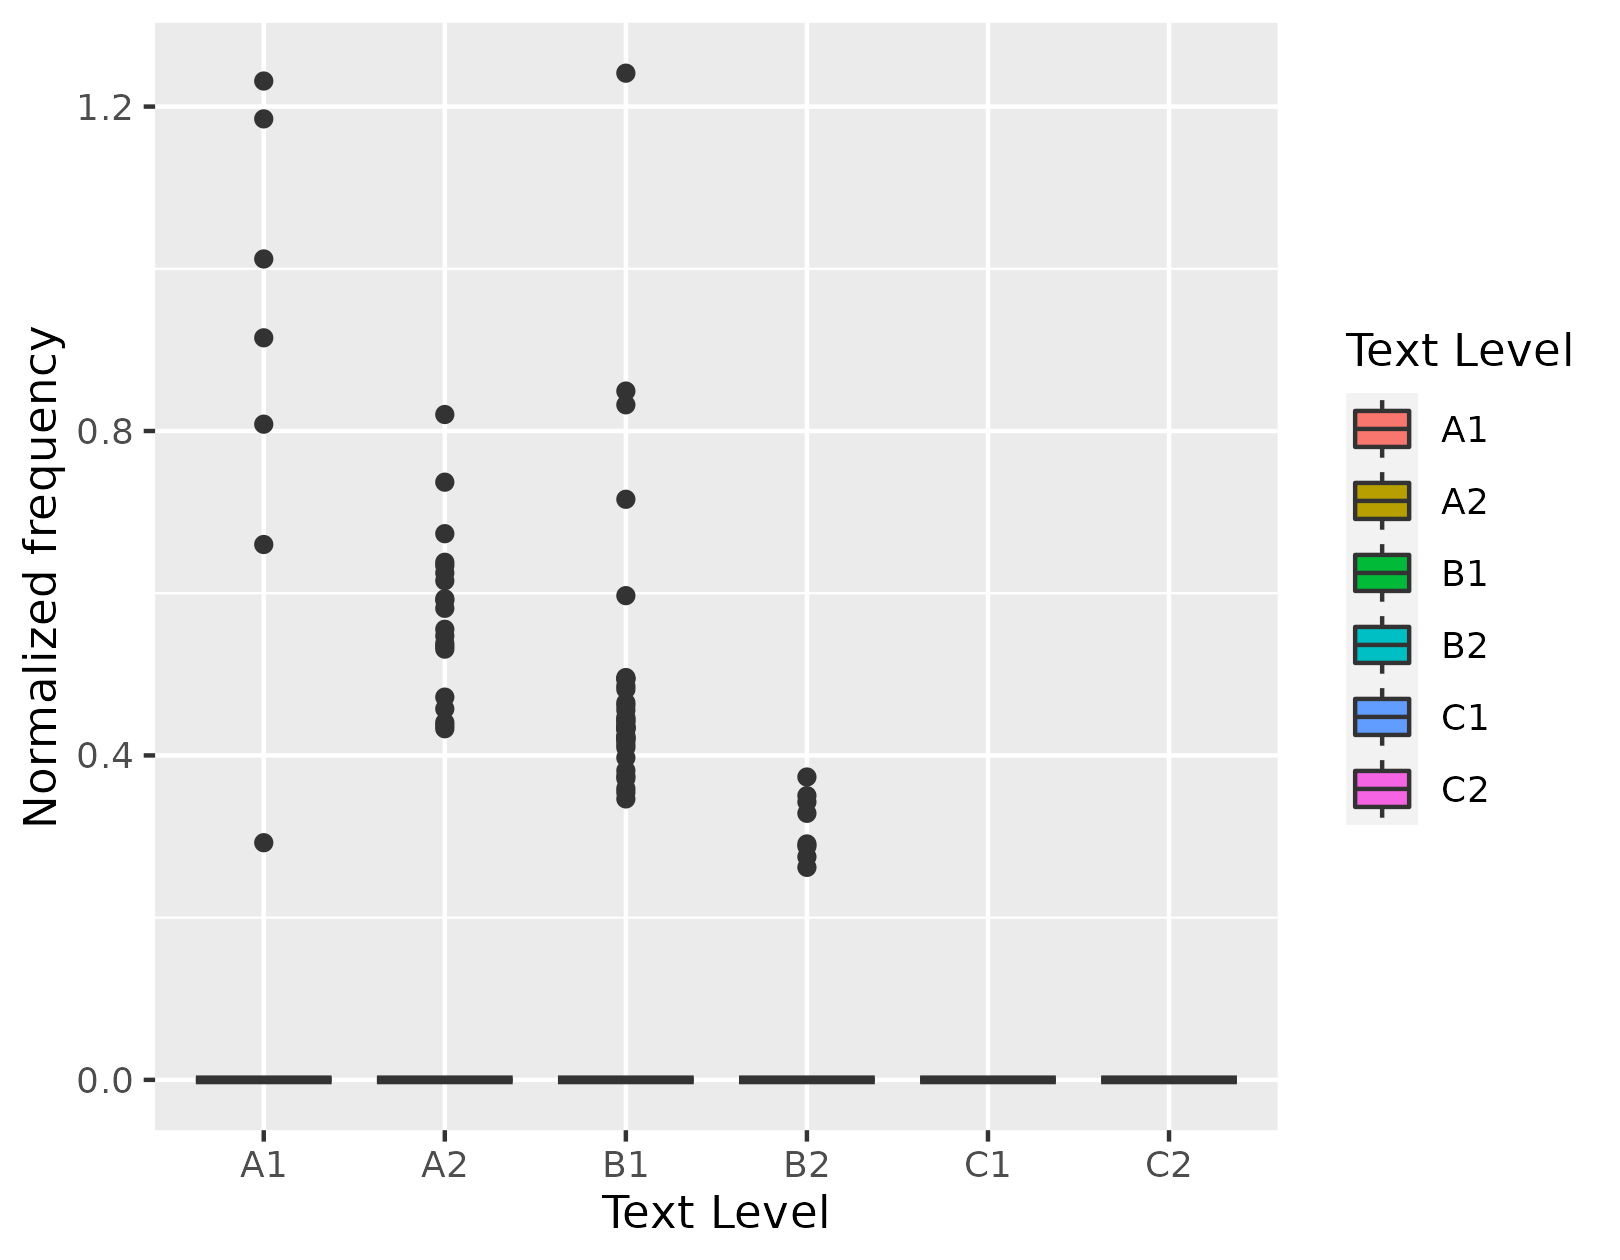 Normalized frequency
1.2
0.8
0.4
0.0
A1 A2 B1 B2 C1 C2
Text Level
Text Level
A1
A2
B1
B2
C1
C2